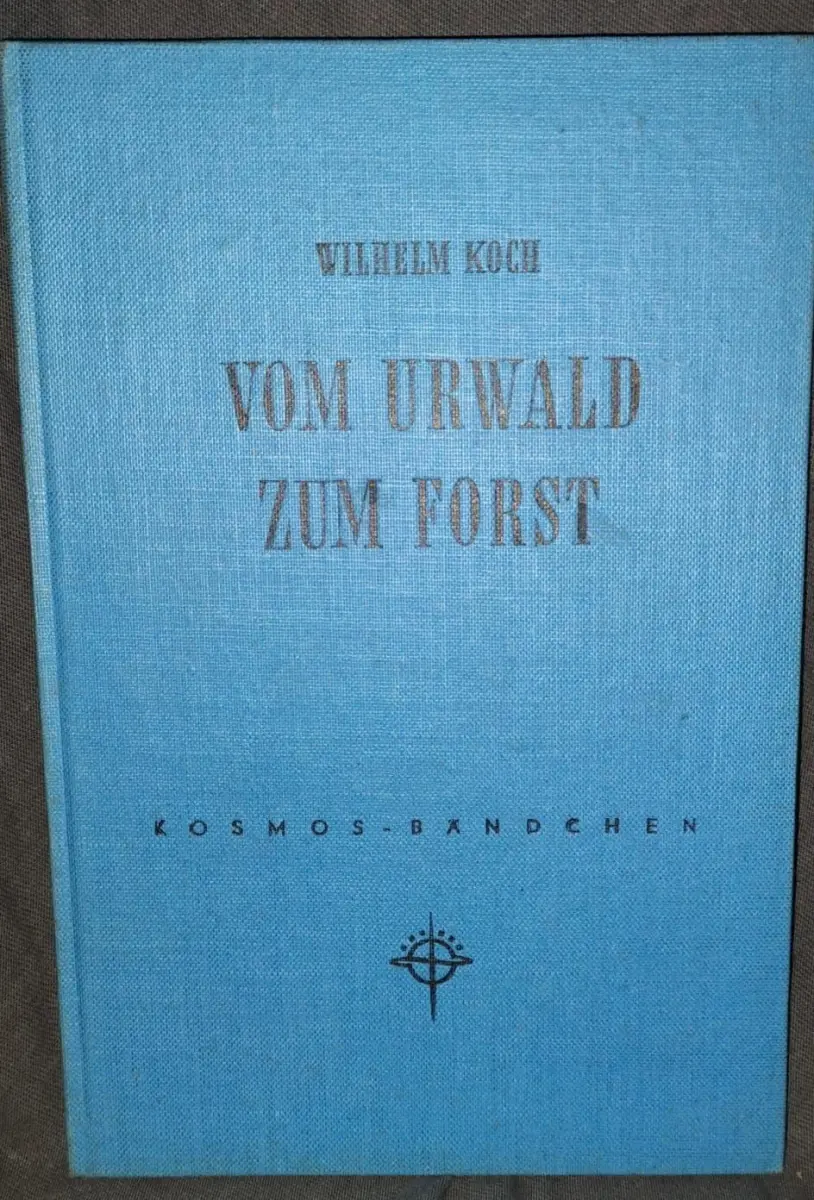 WILHELM KOCH
VOM URWALD
ZUM FORST
KOSMOS-BÄNDCHEN